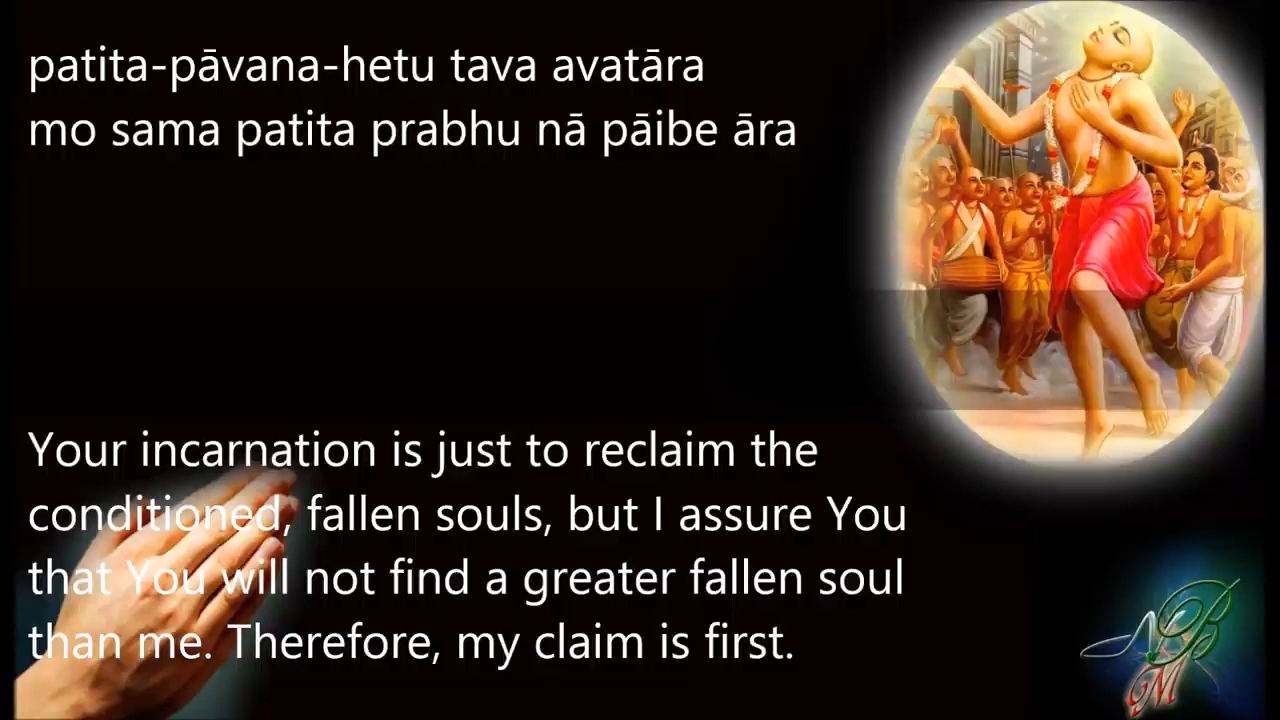 patita-pāvana-hetu tava avatāra
mo sama patita prabhu nā pāibe āra
Your incarnation is just to reclaim the
conditioned, fallen souls, but I assure You
that You will not find a greater fallen soul
than me. Therefore, my claim is first.